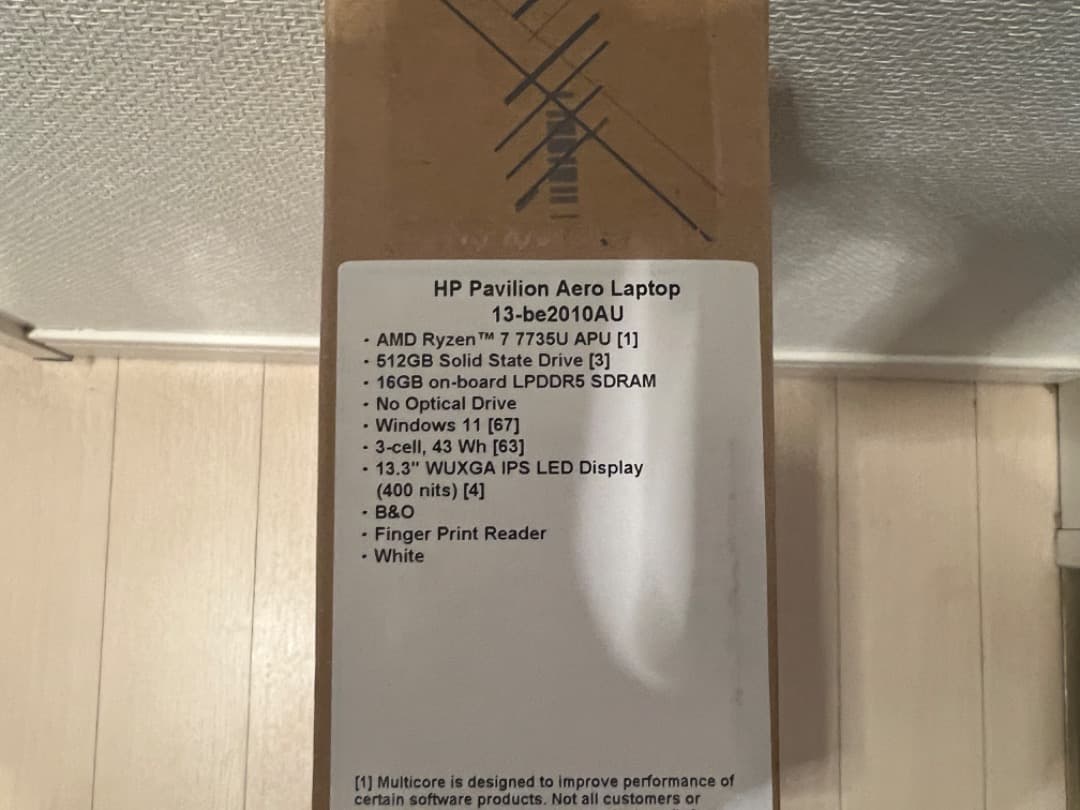 HP Pavilion Aero Laptop
13-be2010AU
· AMD Ryzen™ 7 7735U APU [1]
· 512GB Solid State Drive [3]
· 16GB on-board LPDDR5 SDRAM
· No Optical Drive
· Windows 11 [67]
· 3-cell, 43 Wh [63]
· 13.3" WUXGA IPS LED Display
(400 nits) [4]
· B&O
· Finger Print Reader
· White
[1] Multicore is designed to improve performance of
certain software products. Not all customers or